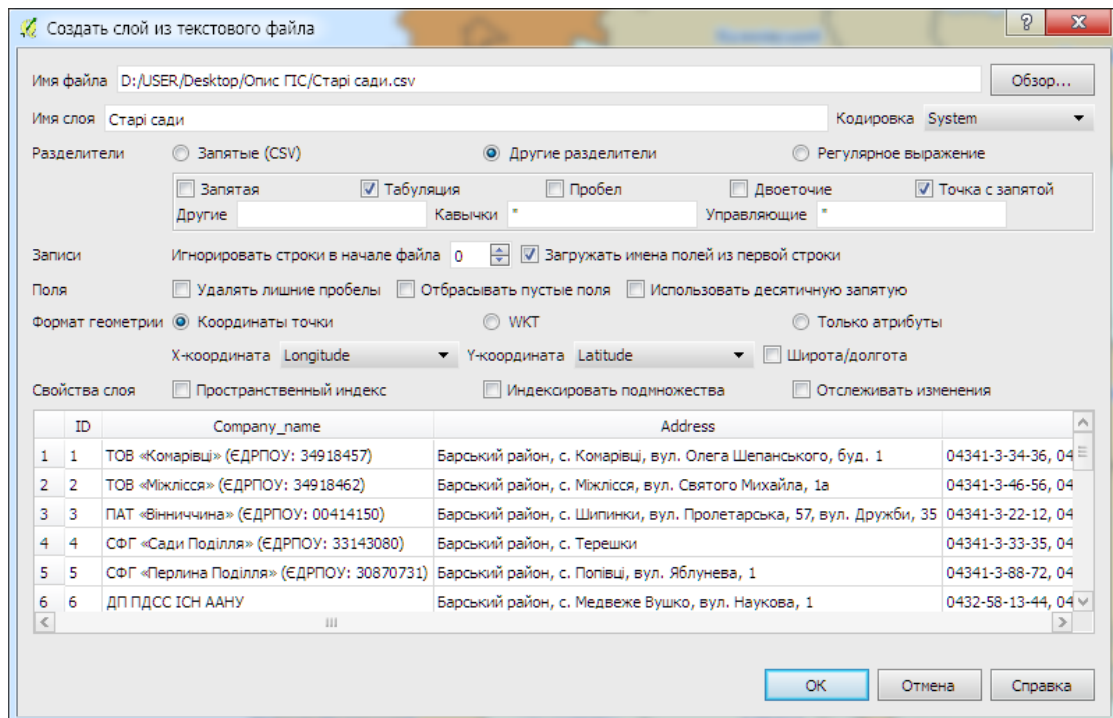 Создать слой из текстового файла
Имя файла D:/USER/Desktop/Опис ГІС/Старі сади.csv Обзор...
Имя слоя Старі сади Кодировка System
Разделители Запятые (CSV) Другие разделители Регулярное выражение
Запятая Табуляция Пробел Двоеточие Точка с запятой
Другие Кавычки " Управляющие "
Записи Игнорировать строки в начале файла 0 Загружать имена полей из первой строки
Поля Удалять лишние пробелы Отбрасывать пустые поля Использовать десятичную запятую
Формат геометрии Координаты точки WKT Только атрибуты
X-координата Longitude Y-координата Latitude Широта/долгота
Свойства слоя Пространственный индекс Индексировать подмножества Отслеживать изменения
ID Company_name Address
1 1 ТОВ «Комарівці» (ЄДРПОУ: 34918457) Барський район, с. Комарівці, вул. Олега Шепанського, буд. 1 04341-3-34-36, 04
2 2 ТОВ «Міжлісся» (ЄДРПОУ: 34918462) Барський район, с. Міжлісся, вул. Святого Михайла, 1а 04341-3-46-56, 04
3 3 ПАТ «Вінниччина» (ЄДРПОУ: 00414150) Барський район, с. Шипинки, вул. Пролетарська, 57, вул. Дружби, 35 04341-3-22-12, 04
4 4 СФГ «Сади Поділля» (ЄДРПОУ: 33143080) Барський район, с. Терешки 04341-3-33-35, 04
5 5 СФГ «Перлина Поділля» (ЄДРПОУ: 30870731) Барський район, с. Попівці, вул. Яблунева, 1 04341-3-88-72, 04
6 6 ДП ПДСС ІСН ААНУ Барський район, с. Медвеже Вушко, вул. Наукова, 1 0432-58-13-44, 04
ОК Отмена Справка